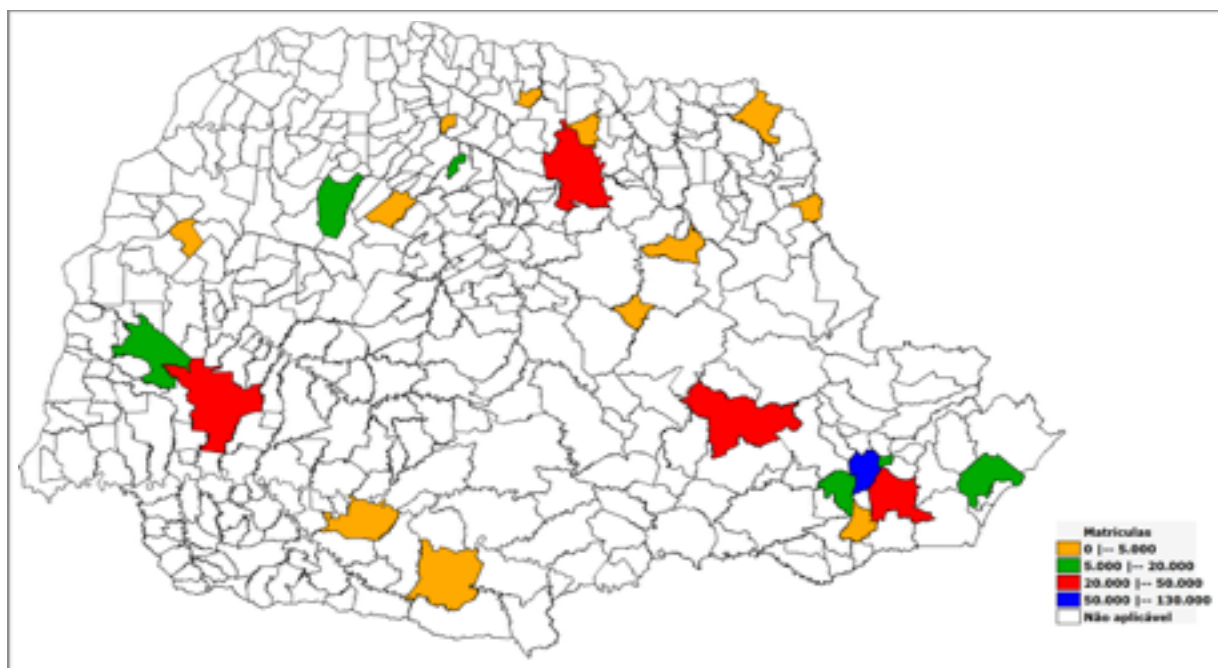 Matrículas
0 |-- 5.000
5.000 |-- 20.000
20.000 |-- 50.000
50.000 |-- 130.000
Não aplicável